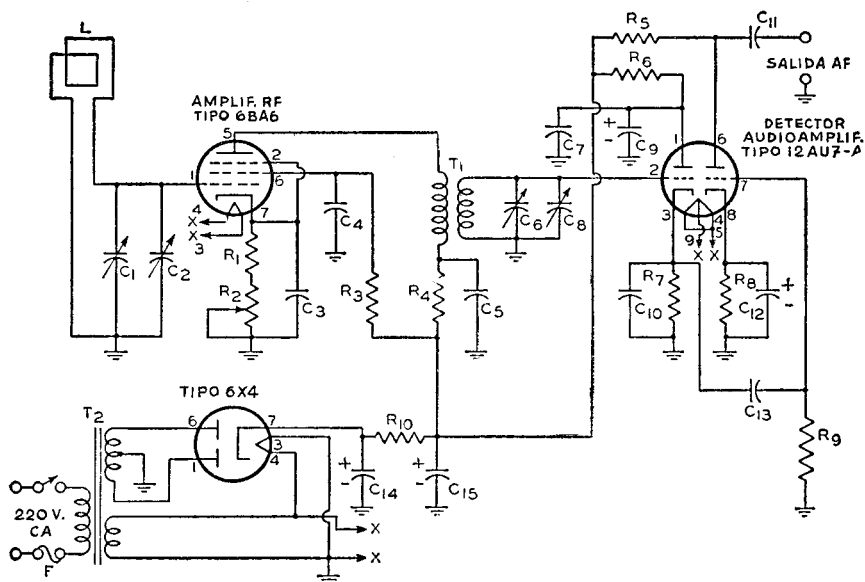 L
AMPLIF. RF
TIPO 6BA6
5
1
2
6
4
X
X
3
7
R1
R2
C1
C2
C3
C4
R3
T1
R4
C5
C6
C8
R5
R6
C7
+
-
C9
C11
SALIDA AF
DETECTOR
AUDIOAMPLIF.
TIPO 12AU7-A
1
6
2
7
3
4
8
9
5
X
X
R7
C10
R8
C12
+
-
C13
R9
TIPO 6X4
T2
6
1
7
3
4
R10
+
-
C14
+
-
C15
220 V.
CA
F
X
X